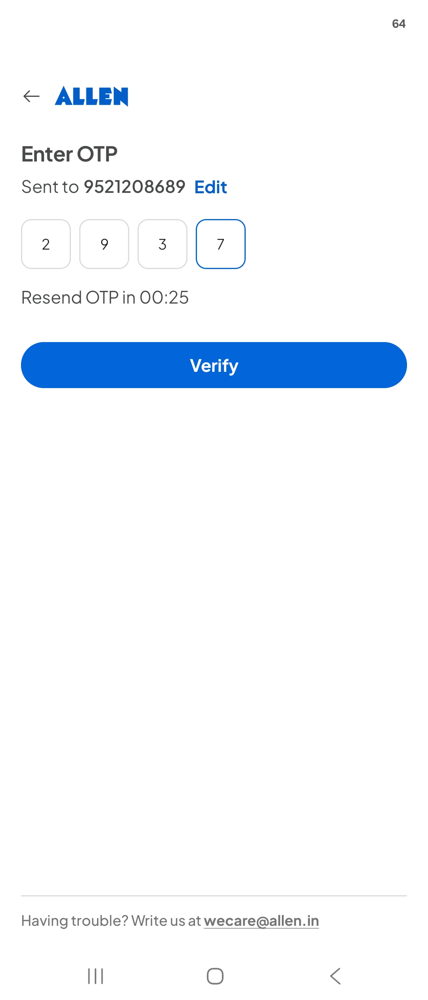 64
ALLEN
Enter OTP
Sent to 9521208689 Edit
2 9 3 7
Resend OTP in 00:25
Verify
Having trouble? Write us at wecare@allen.in